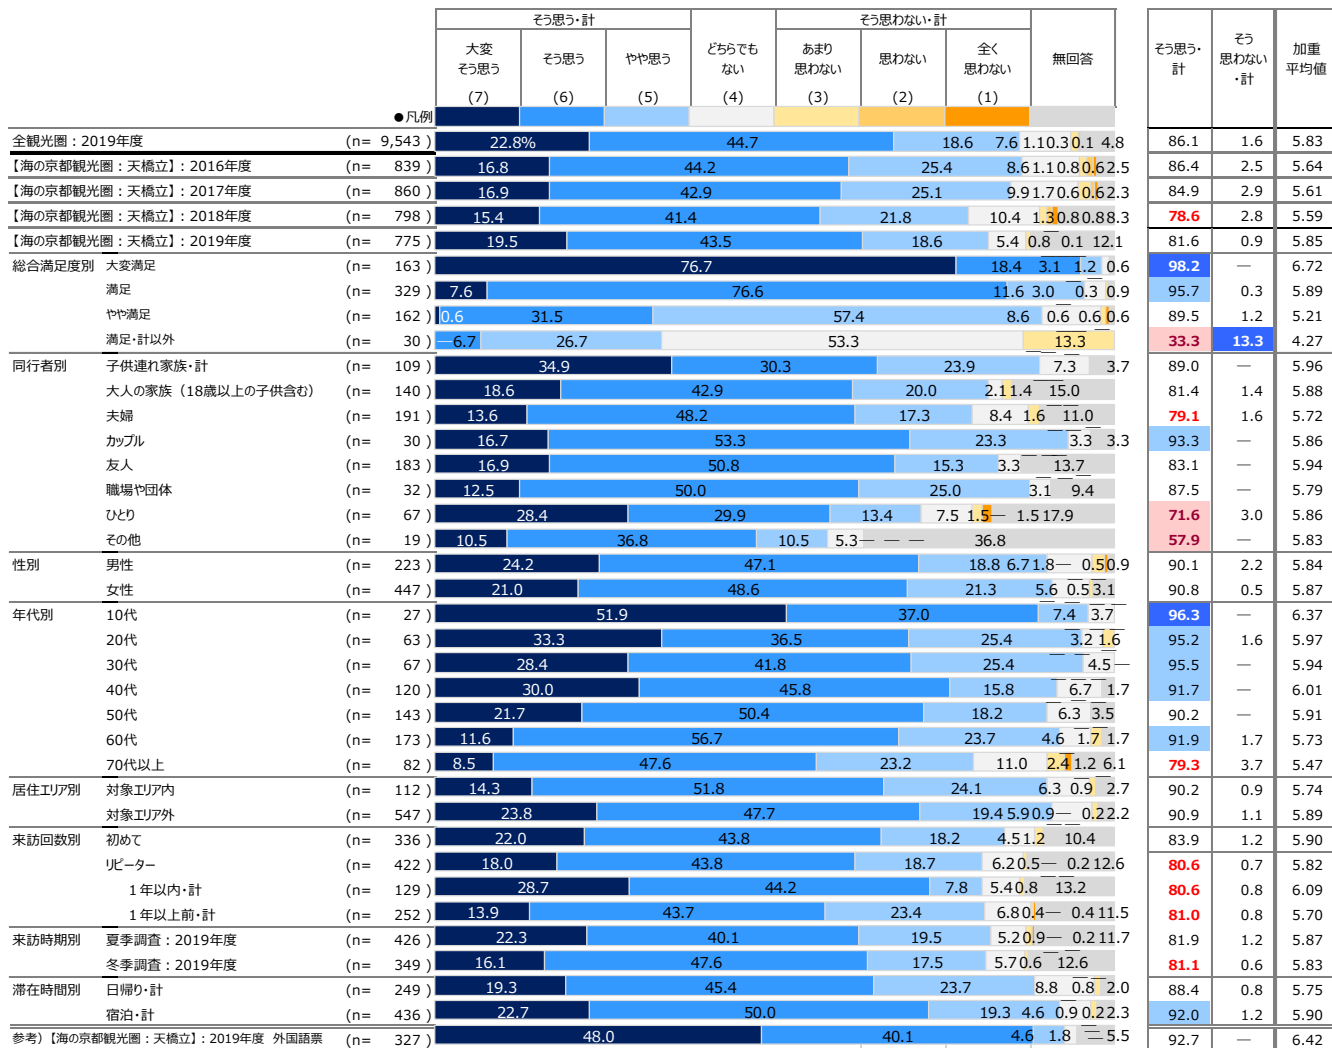 そう思う・計 そう思わない・計
大変そう思う そう思う やや思う どちらでもない あまり思わない 思わない 全く思わない 無回答 そう思う・計 そう思わない・計 加重平均値
(7) (6) (5) (4) (3) (2) (1)
●凡例
全観光圏：2019年度 (n= 9,543 ) 22.8% 44.7 18.6 7.6 1.1 0.3 0.1 4.8 86.1 1.6 5.83
【海の京都観光圏：天橋立】：2016年度 (n= 839 ) 16.8 44.2 25.4 8.6 1.1 0.8 0.6 2.5 86.4 2.5 5.64
【海の京都観光圏：天橋立】：2017年度 (n= 860 ) 16.9 42.9 25.1 9.9 1.7 0.6 0.6 2.3 84.9 2.9 5.61
【海の京都観光圏：天橋立】：2018年度 (n= 798 ) 15.4 41.4 21.8 10.4 1.3 0.8 0.8 8.3 78.6 2.8 5.59
【海の京都観光圏：天橋立】：2019年度 (n= 775 ) 19.5 43.5 18.6 5.4 0.8 0.1 12.1 81.6 0.9 5.85
総合満足度別 大変満足 (n= 163 ) 76.7 18.4 3.1 1.2 0.6 98.2 — 6.72
満足 (n= 329 ) 7.6 76.6 11.6 3.0 0.3 0.9 95.7 0.3 5.89
やや満足 (n= 162 ) 0.6 31.5 57.4 8.6 0.6 0.6 0.6 89.5 1.2 5.21
満足・計以外 (n= 30 ) — 6.7 26.7 53.3 13.3 33.3 13.3 4.27
同行者別 子供連れ家族・計 (n= 109 ) 34.9 30.3 23.9 7.3 3.7 89.0 — 5.96
大人の家族（18歳以上の子供含む） (n= 140 ) 18.6 42.9 20.0 2.1 1.4 15.0 81.4 1.4 5.88
夫婦 (n= 191 ) 13.6 48.2 17.3 8.4 1.6 11.0 79.1 1.6 5.72
カップル (n= 30 ) 16.7 53.3 23.3 3.3 3.3 93.3 — 5.86
友人 (n= 183 ) 16.9 50.8 15.3 3.3 13.7 83.1 — 5.94
職場や団体 (n= 32 ) 12.5 50.0 25.0 3.1 9.4 87.5 — 5.79
ひとり (n= 67 ) 28.4 29.9 13.4 7.5 1.5 — 1.5 17.9 71.6 3.0 5.86
その他 (n= 19 ) 10.5 36.8 10.5 5.3 — — — 36.8 57.9 — 5.83
性別 男性 (n= 223 ) 24.2 47.1 18.8 6.7 1.8 — 0.5 0.9 90.1 2.2 5.84
女性 (n= 447 ) 21.0 48.6 21.3 5.6 0.5 3.1 90.8 0.5 5.87
年代別 10代 (n= 27 ) 51.9 37.0 7.4 3.7 96.3 — 6.37
20代 (n= 63 ) 33.3 36.5 25.4 3.2 1.6 95.2 1.6 5.97
30代 (n= 67 ) 28.4 41.8 25.4 4.5 — 95.5 — 5.94
40代 (n= 120 ) 30.0 45.8 15.8 6.7 1.7 91.7 — 6.01
50代 (n= 143 ) 21.7 50.4 18.2 6.3 3.5 90.2 — 5.91
60代 (n= 173 ) 11.6 56.7 23.7 4.6 1.7 1.7 91.9 1.7 5.73
70代以上 (n= 82 ) 8.5 47.6 23.2 11.0 2.4 1.2 6.1 79.3 3.7 5.47
居住エリア別 対象エリア内 (n= 112 ) 14.3 51.8 24.1 6.3 0.9 2.7 90.2 0.9 5.74
対象エリア外 (n= 547 ) 23.8 47.7 19.4 5.9 0.9 — 0.2 2.2 90.9 1.1 5.89
来訪回数別 初めて (n= 336 ) 22.0 43.8 18.2 4.5 1.2 10.4 83.9 1.2 5.90
リピーター (n= 422 ) 18.0 43.8 18.7 6.2 0.5 — 0.2 12.6 80.6 0.7 5.82
１年以内・計 (n= 129 ) 28.7 44.2 7.8 5.4 0.8 13.2 80.6 0.8 6.09
１年以上前・計 (n= 252 ) 13.9 43.7 23.4 6.8 0.4 — 0.4 11.5 81.0 0.8 5.70
来訪時期別 夏季調査：2019年度 (n= 426 ) 22.3 40.1 19.5 5.2 0.9 — 0.2 11.7 81.9 1.2 5.87
冬季調査：2019年度 (n= 349 ) 16.1 47.6 17.5 5.7 0.6 12.6 81.1 0.6 5.83
滞在時間別 日帰り・計 (n= 249 ) 19.3 45.4 23.7 8.8 0.8 2.0 88.4 0.8 5.75
宿泊・計 (n= 436 ) 22.7 50.0 19.3 4.6 0.9 0.2 2.3 92.0 1.2 5.90
参考）【海の京都観光圏：天橋立】：2019年度 外国語票 (n= 327 ) 48.0 40.1 4.6 1.8 — 5.5 92.7 — 6.42